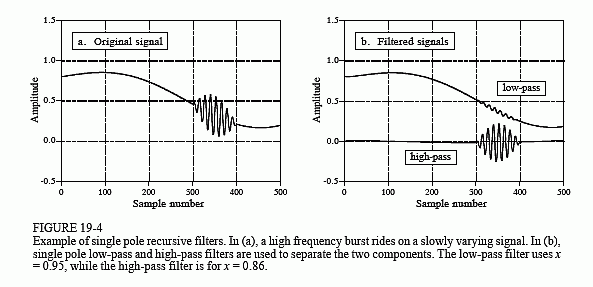 1.5
a. Original signal
1.0
0.5
0.0
-0.5
0 100 200 300 400 500
Sample number
Amplitude
1.5
b. Filtered signals
1.0
low-pass
0.5
0.0
high-pass
-0.5
0 100 200 300 400 500
Sample number
Amplitude
FIGURE 19-4
Example of single pole recursive filters. In (a), a high frequency burst rides on a slowly varying signal. In (b),
single pole low-pass and high-pass filters are used to separate the two components. The low-pass filter uses x
= 0.95, while the high-pass filter is for x = 0.86.